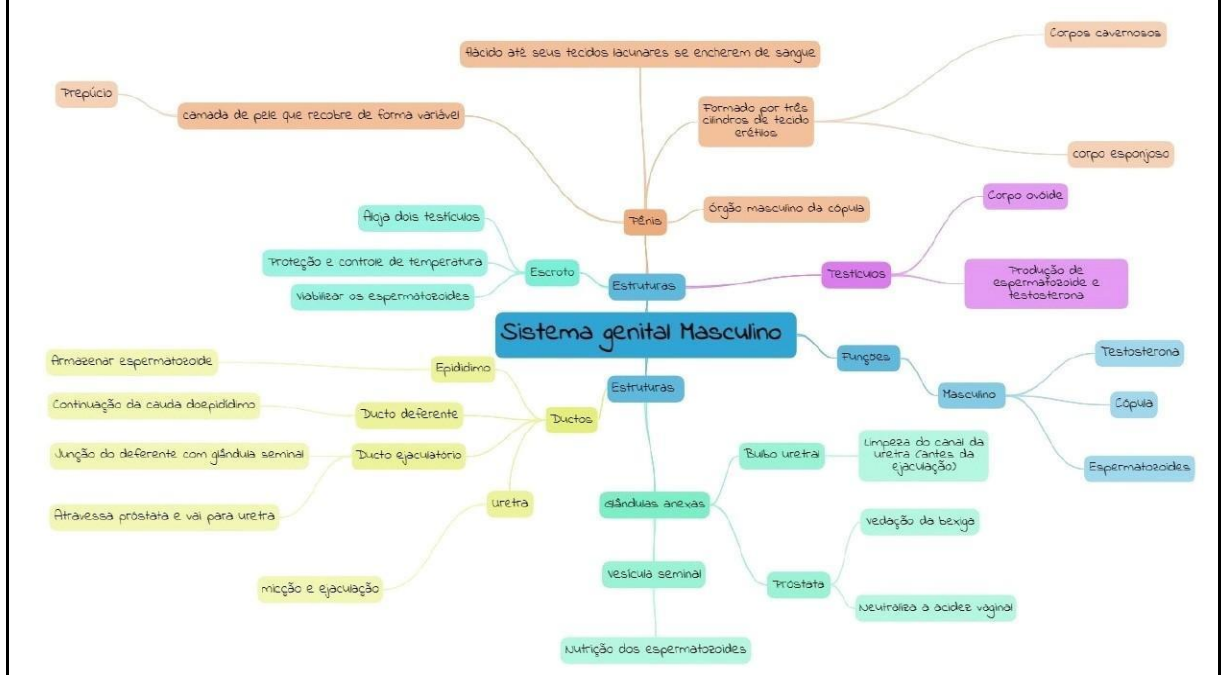 flácido até seus tecidos lacunares se encherem de sangue
Corpos cavernosos
Prepúcio
camada de pele que recobre de forma variável
Formado por três
cilindros de tecido
erétilos
corpo esponjoso
Pênis
órgão masculino da cópula
Corpo ovóide
Aloja dois testículos
Proteção e controle de temperatura
viabilizar os espermatozoides
Escroto
Estruturas
Testículos
Produção de
espermatozoide e
testosterona
Sistema genital Masculino
Funções
Masculino
Testosterona
Cópula
Espermatozoides
Estruturas
Armazenar espermatozoide
Epidídimo
Continuação da cauda doepidídimo
Ducto deferente
Ductos
Junção do deferente com glândula seminal
Ducto ejaculatório
Atravessa próstata e vai para uretra
uretra
micção e ejaculação
glândulas anexas
Bulbo uretral
Limpeza do canal da
uretra (antes da
ejaculação)
Próstata
vedação da bexiga
Neutraliza a acidez vaginal
vesícula seminal
Nutrição dos espermatozoides